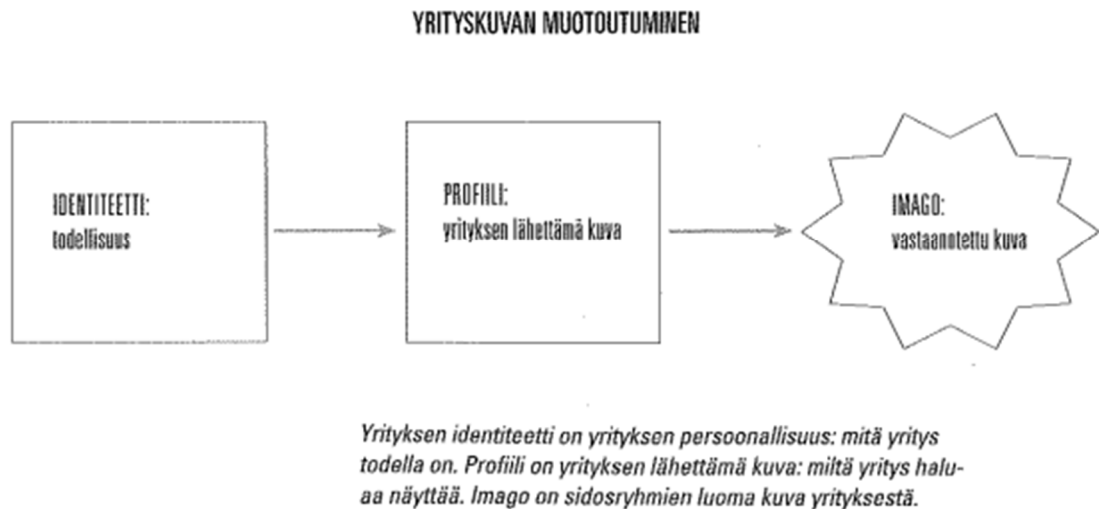 YRITYSKUVAN MUOTOUTUMINEN
IDENTITEETTI:
todellisuus
PROFIILI:
yrityksen lähettämä kuva
IMAGO:
vastaanotettu kuva
Yrityksen identiteetti on yrityksen persoonallisuus: mitä yritys
todella on. Profiili on yrityksen lähettämä kuva: miltä yritys halu-
aa näyttää. Imago on sidosryhmien luoma kuva yrityksestä.